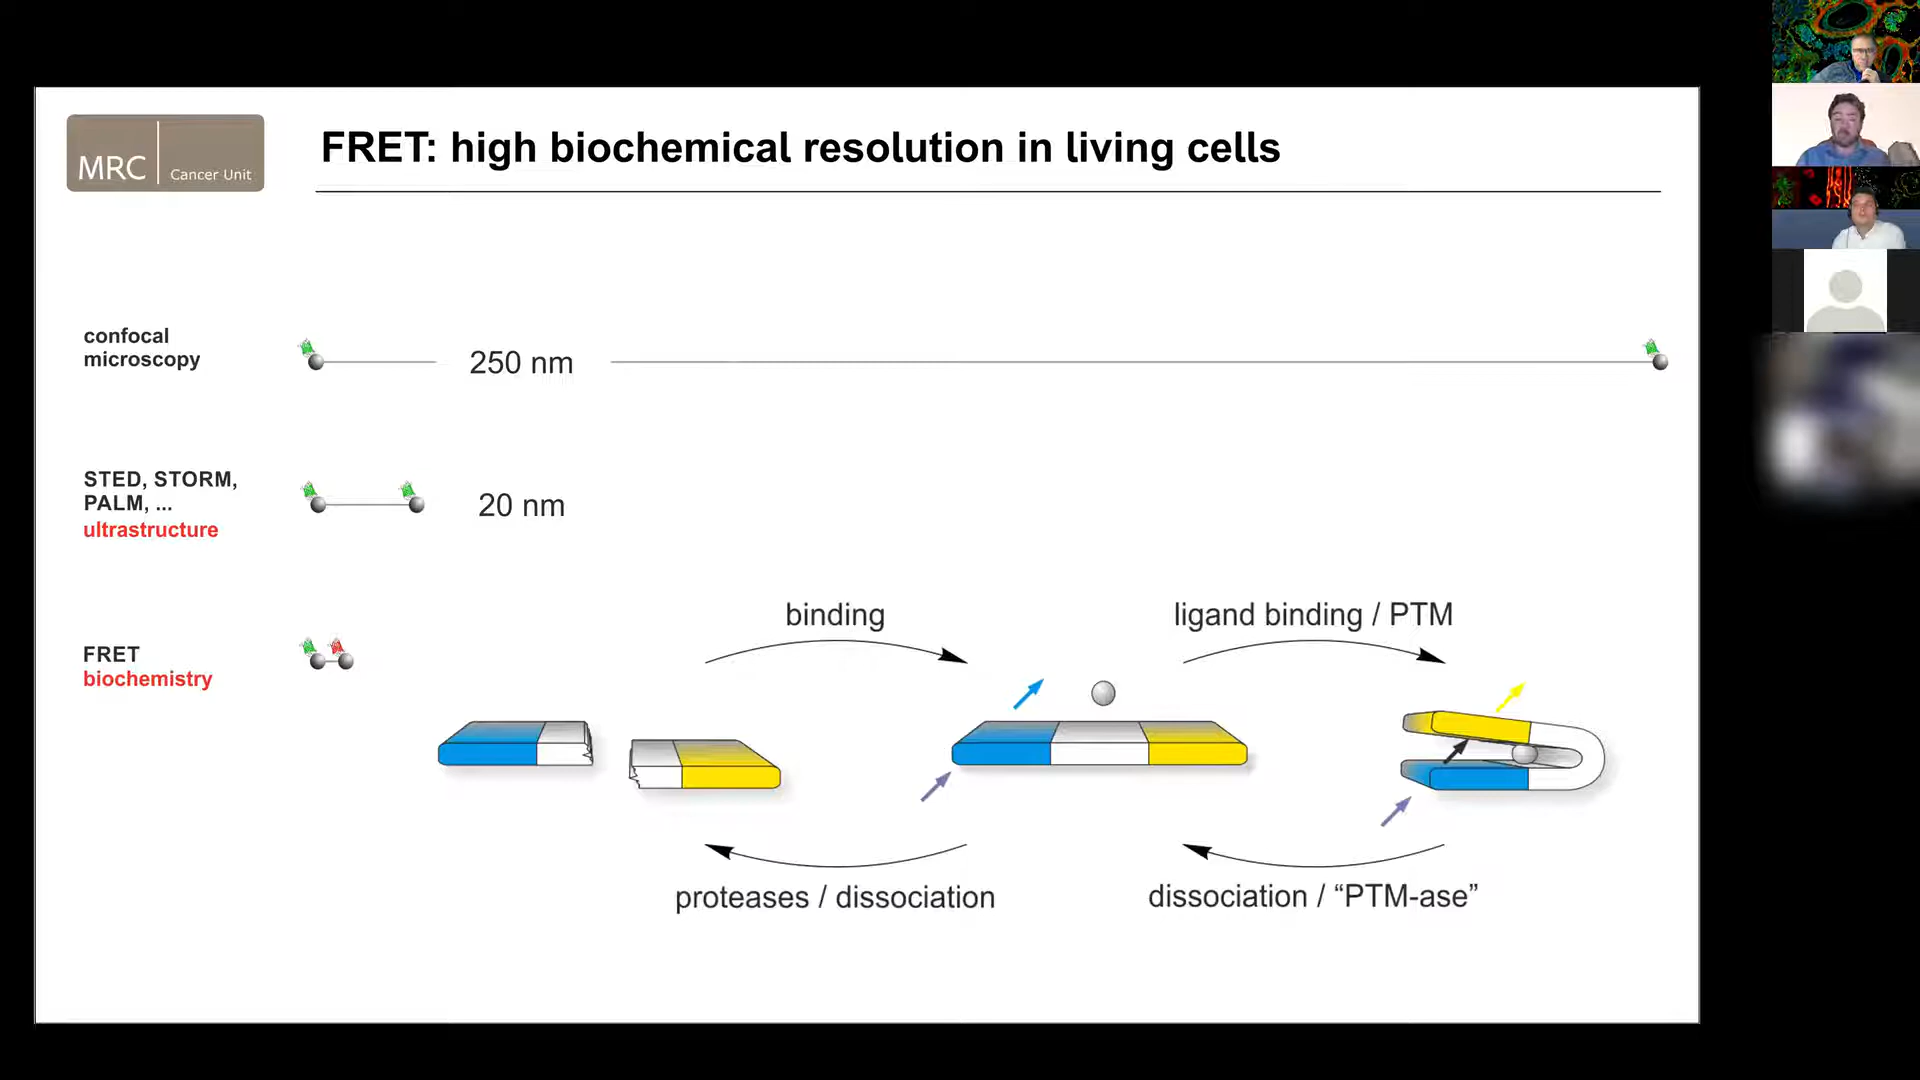 MRC Cancer Unit
FRET: high biochemical resolution in living cells
confocal
microscopy
250 nm
STED, STORM,
PALM, ...
ultrastructure
20 nm
FRET
biochemistry
binding
ligand binding / PTM
proteases / dissociation
dissociation / “PTM-ase”